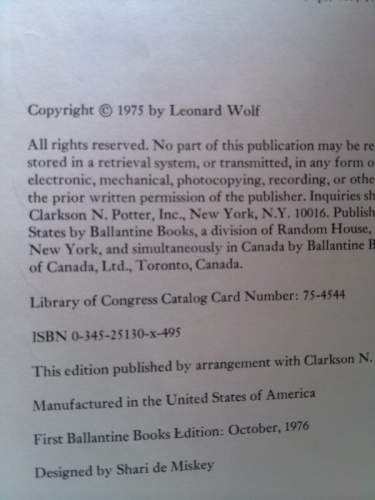 Copyright © 1975 by Leonard Wolf
All rights reserved. No part of this publication may be re
stored in a retrieval system, or transmitted, in any form o
electronic, mechanical, photocopying, recording, or othe
the prior written permission of the publisher. Inquiries sh
Clarkson N. Potter, Inc., New York, N.Y. 10016. Publish
States by Ballantine Books, a division of Random House,
New York, and simultaneously in Canada by Ballantine B
of Canada, Ltd., Toronto, Canada.
Library of Congress Catalog Card Number: 75-4544
ISBN 0-345-25130-x-495
This edition published by arrangement with Clarkson N.
Manufactured in the United States of America
First Ballantine Books Edition: October, 1976
Designed by Shari de Miskey